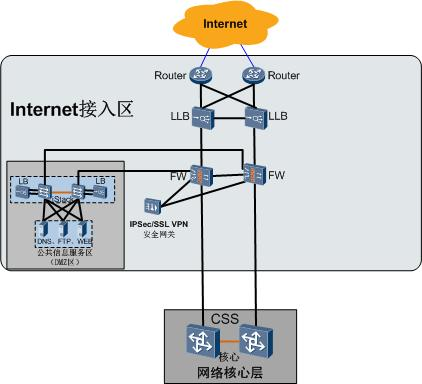 Internet
Router
Router
Internet接入区
LLB
LLB
FW
FW
LB
LB
iStack
IPSec/SSL VPN
安全网关
DNS、FTP、WEB
公共信息服务区
（DMZ区）
CSS
核心
网络核心层